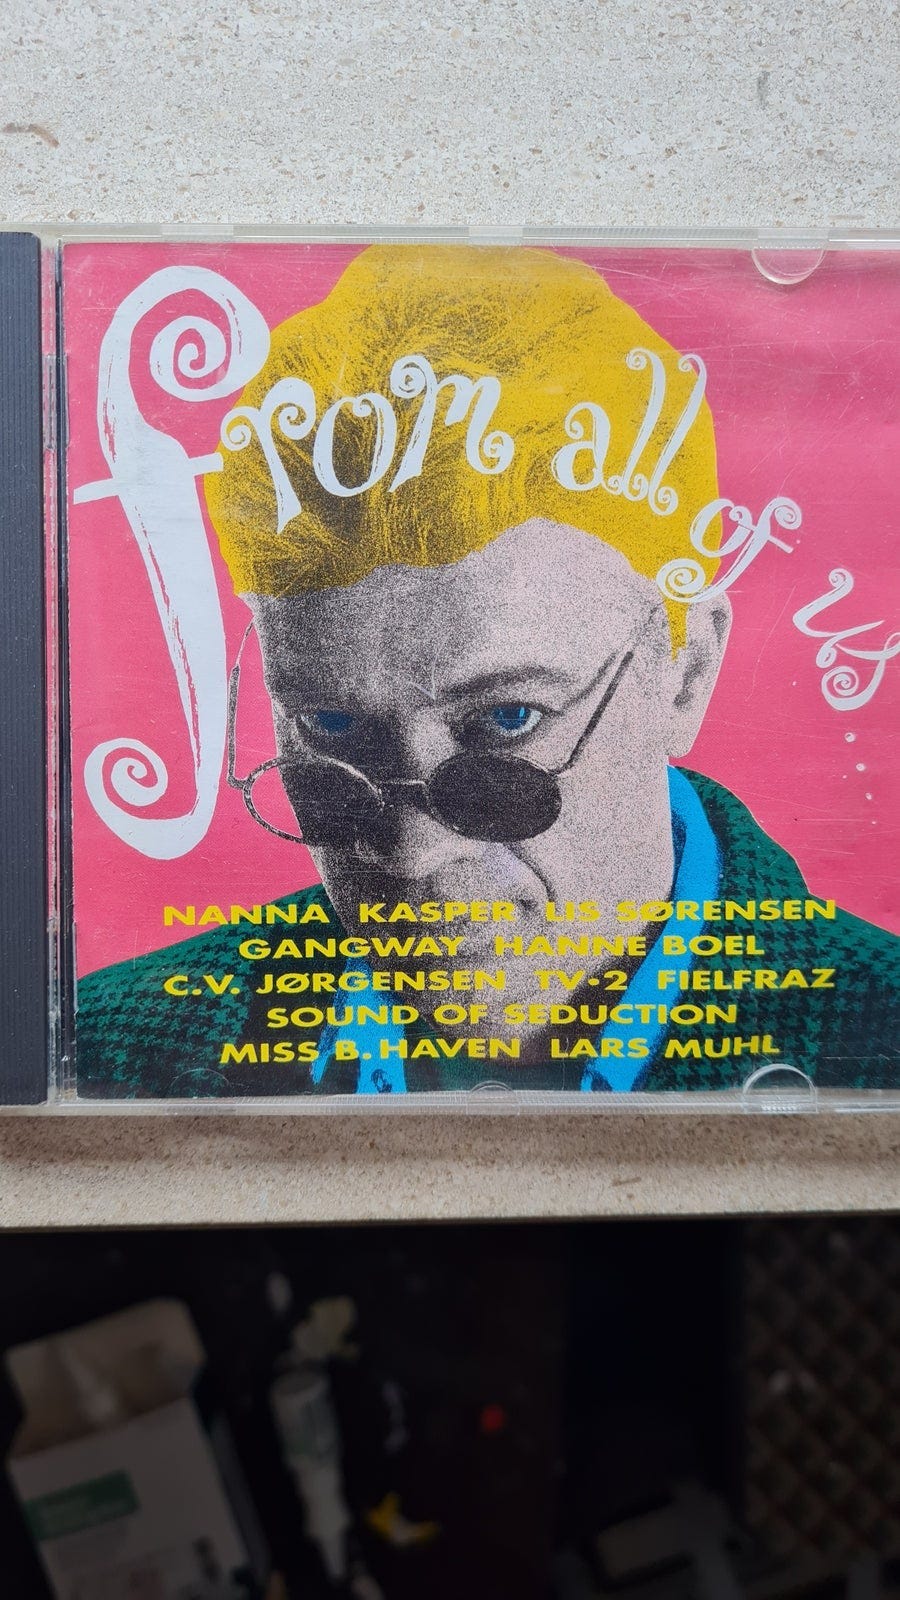 from all of us...
NANNA KASPER LIS SØRENSEN
GANGWAY HANNE BOEL
C.V. JØRGENSEN TV·2 FIELFRAZ
SOUND OF SEDUCTION
MISS B. HAVEN LARS MUHL